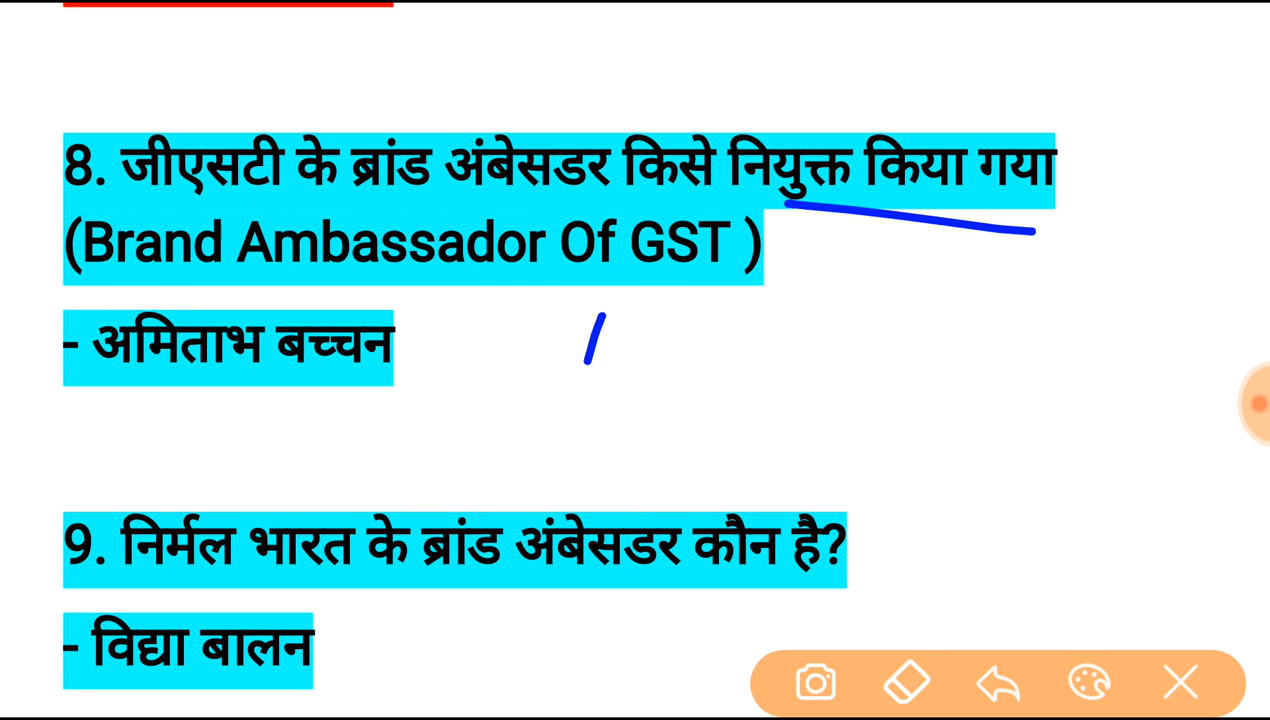 8. जीएसटी के ब्रांड अंबेसडर किसे नियुक्त किया गया
(Brand Ambassador Of GST )
- अमिताभ बच्चन
9. निर्मल भारत के ब्रांड अंबेसडर कौन है?
- विद्या बालन